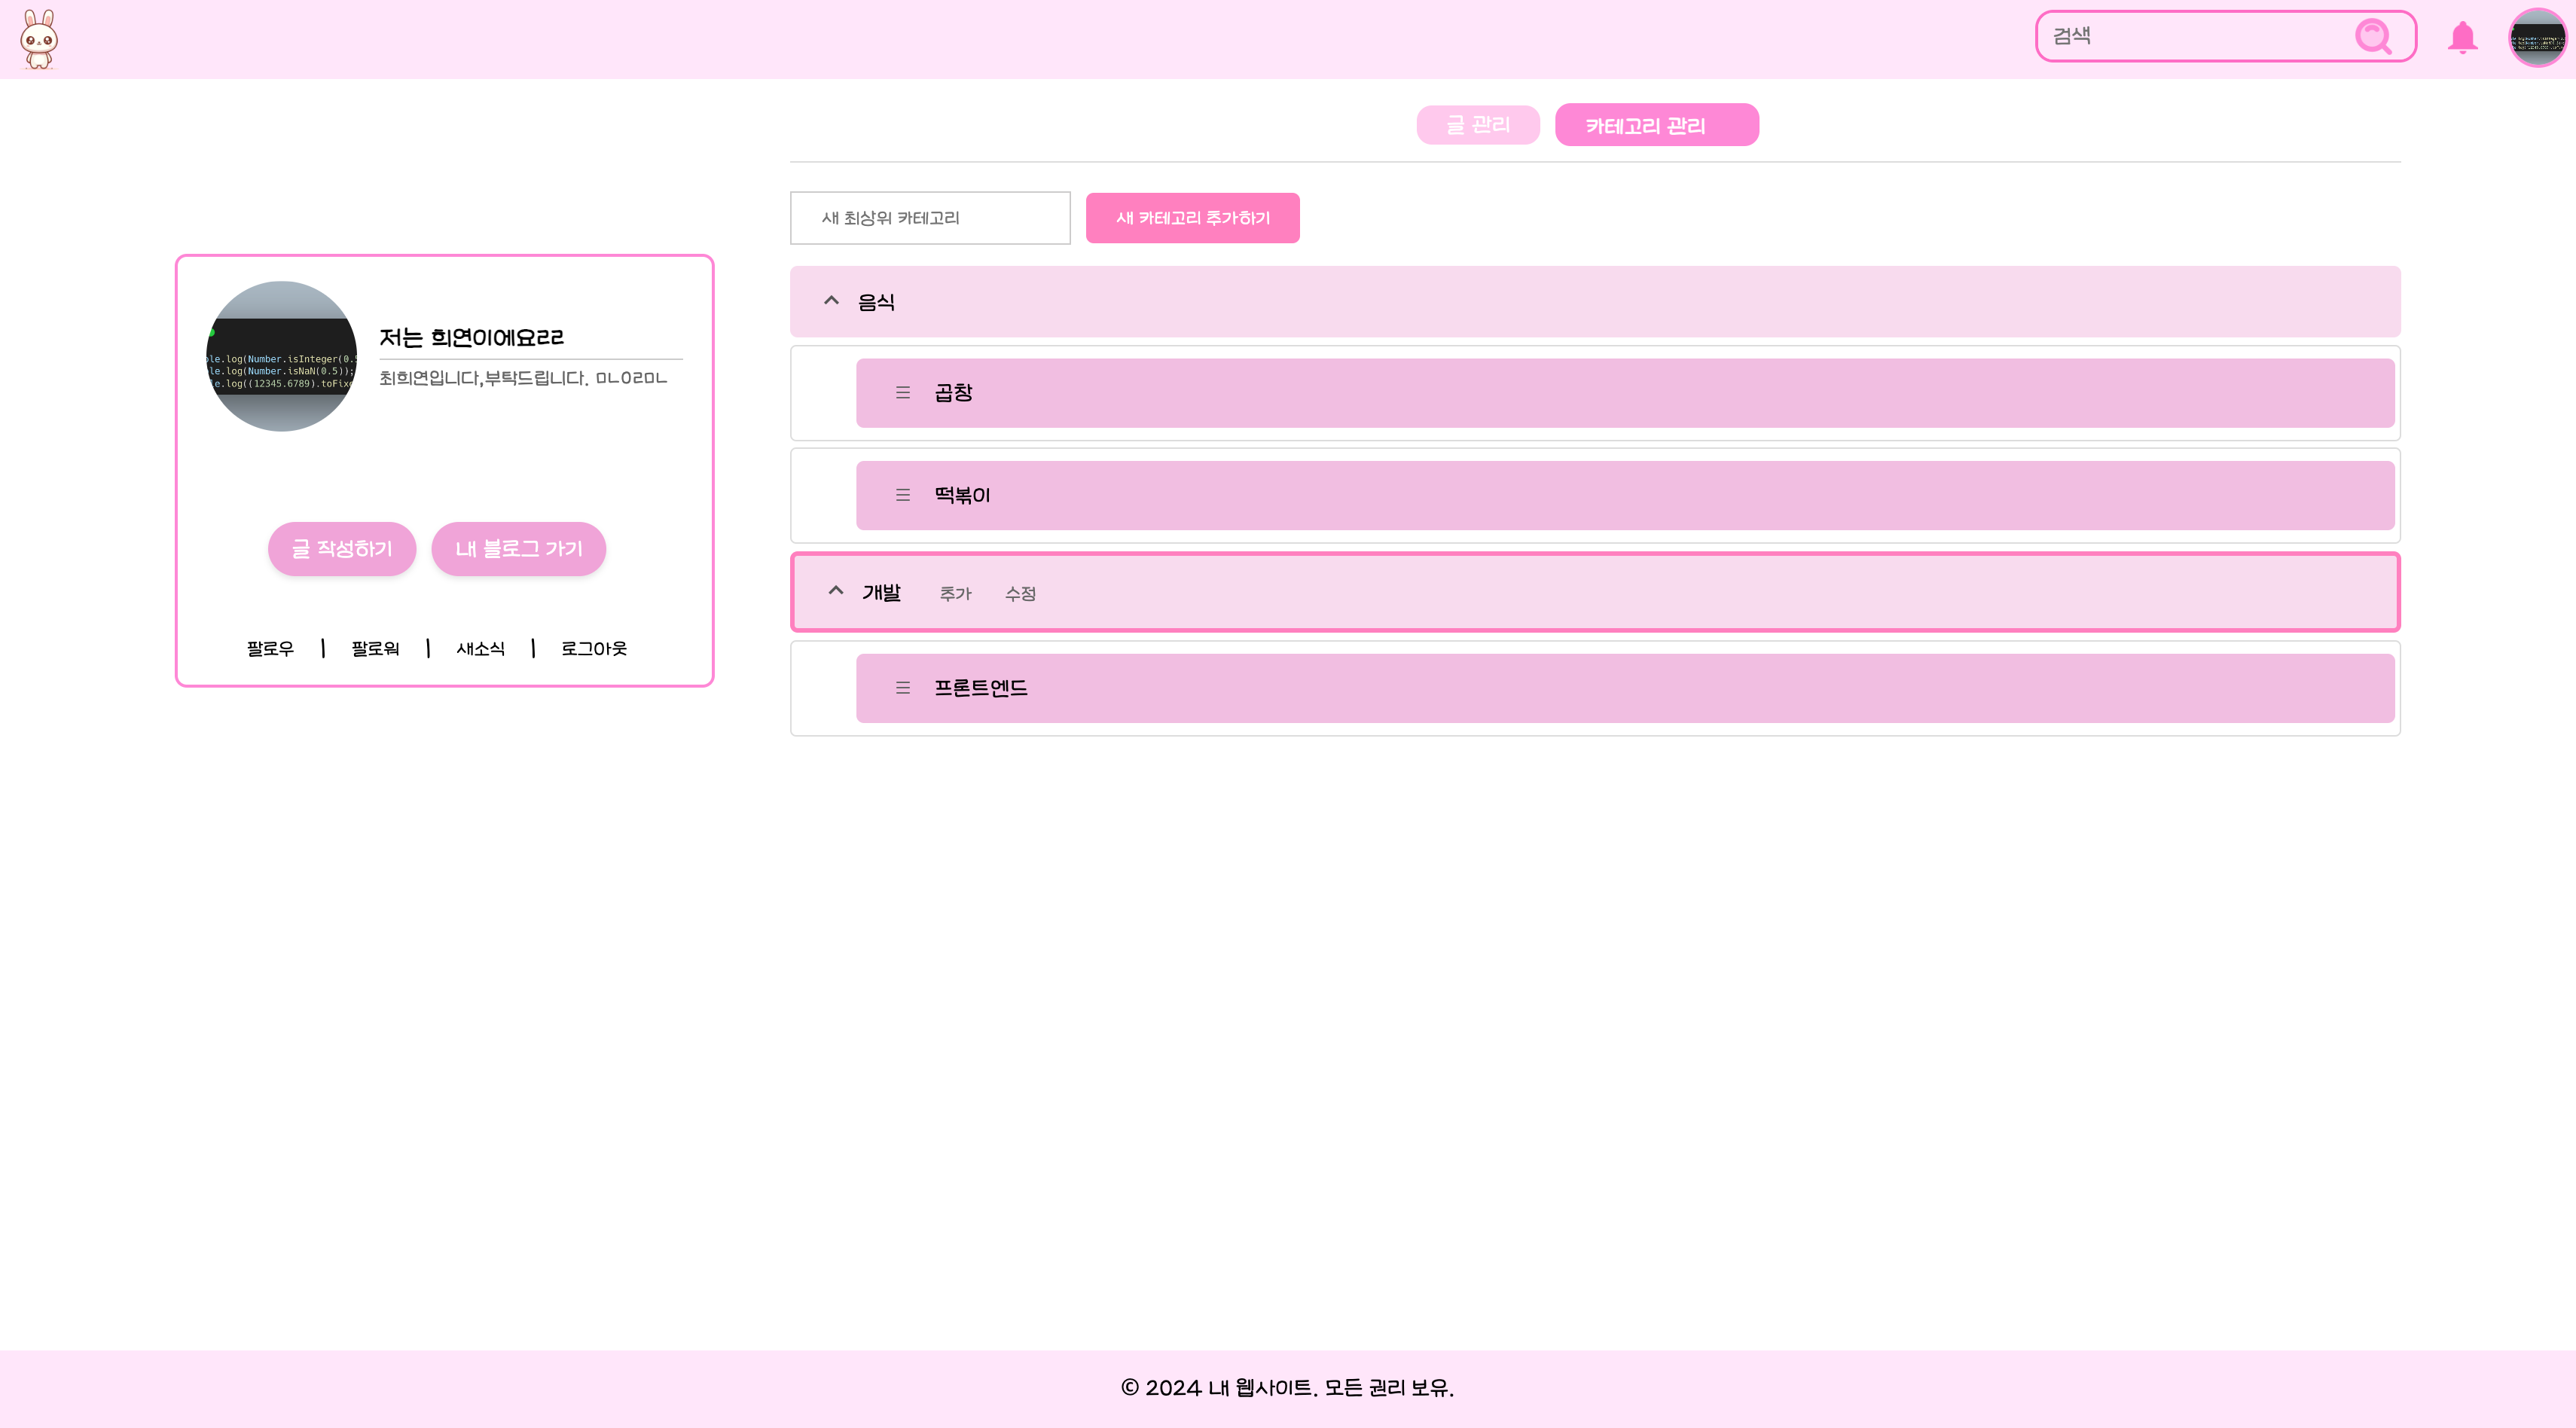 검색
글 관리 카테고리 관리
새 최상위 카테고리 새 카테고리 추가하기
저는 희연이에요ㄹㄹ
최희연입니다,부탁드립니다. ㅁㄴㅇㄹㅁㄴ
ole.log(Number.isInteger(0.5
le.log(Number.isNaN(0.5));
le.log((12345.6789).toFixe
글 작성하기 내 블로그 가기
팔로우 | 팔로워 | 새소식 | 로그아웃
음식
곱창
떡볶이
개발 추가 수정
프론트엔드
© 2024 내 웹사이트. 모든 권리 보유.